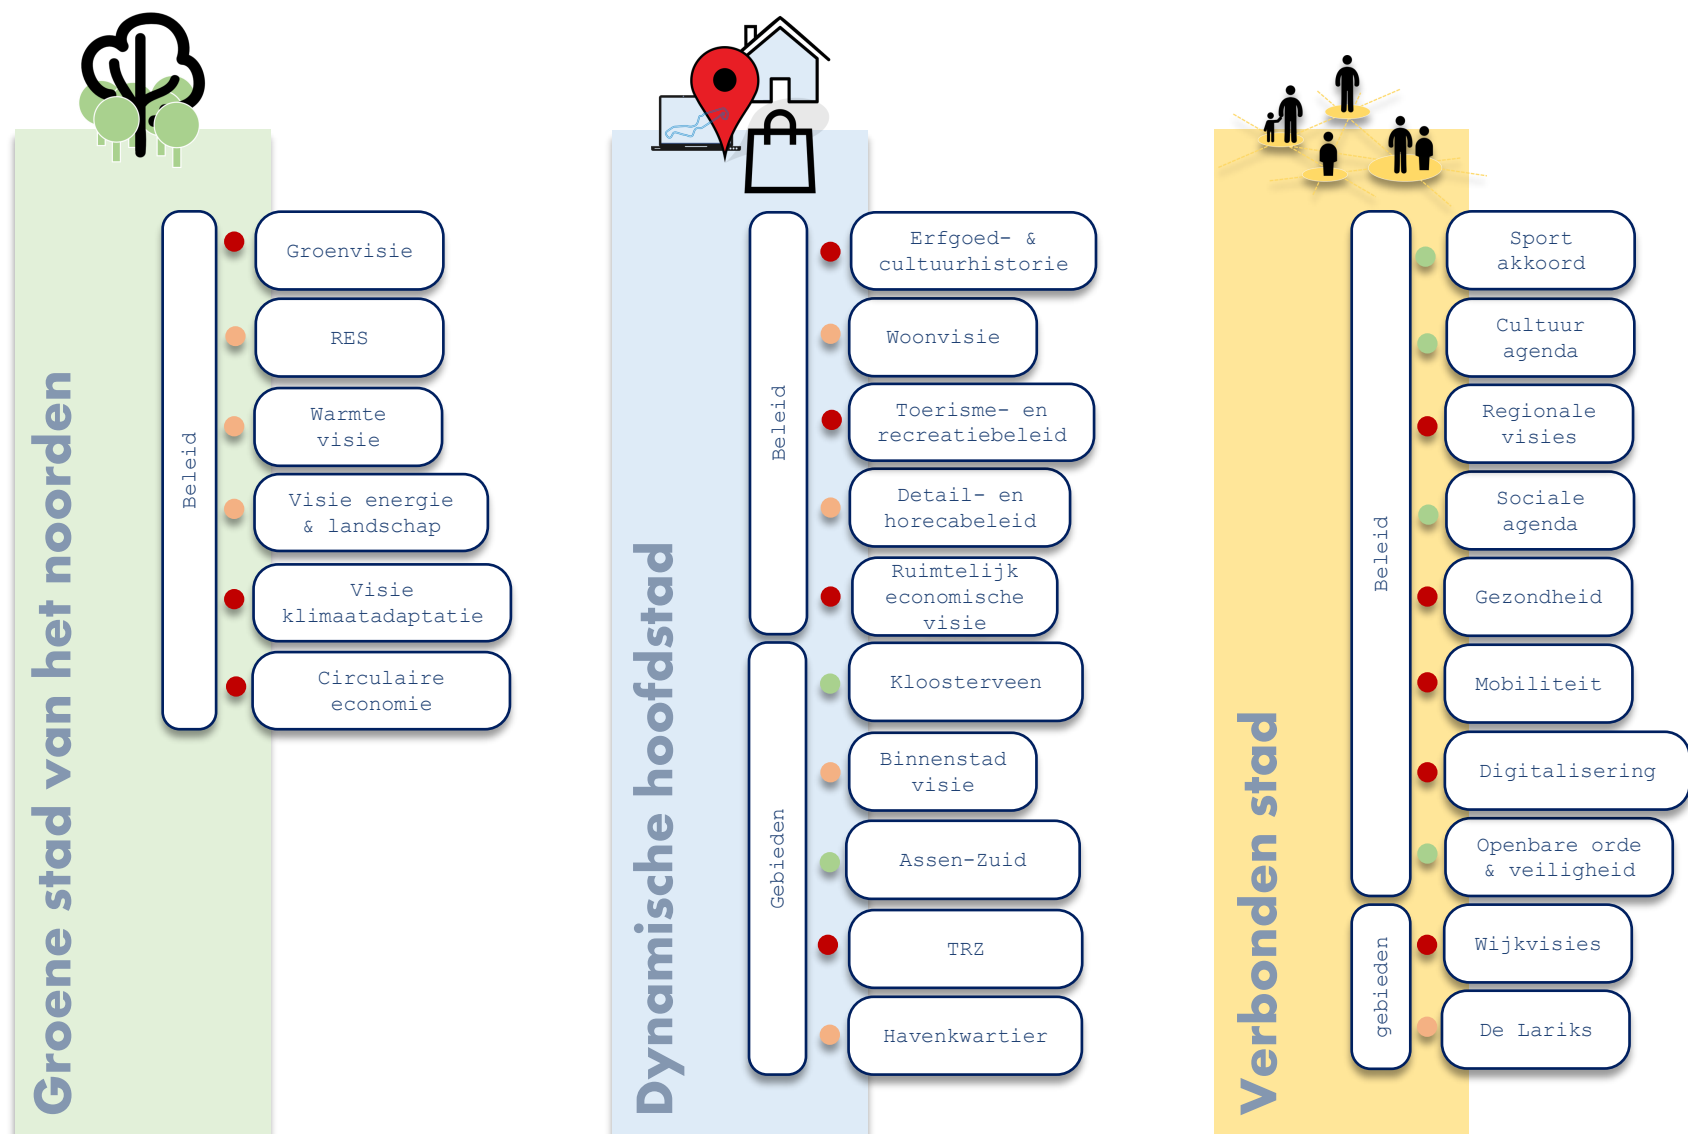 Groene stad van het noorden
Beleid
Groenvisie
RES
Warmte
visie
Visie energie
& landschap
Visie
klimaatadaptatie
Circulaire
economie
Dynamische hoofdstad
Beleid
Erfgoed- &
cultuurhistorie
Woonvisie
Toerisme- en
recreatiebeleid
Detail- en
horecabeleid
Ruimtelijk
economische
visie
Gebieden
Kloosterveen
Binnenstad
visie
Assen-Zuid
TRZ
Havenkwartier
Verbonden stad
Beleid
Sport
akkoord
Cultuur
agenda
Regionale
visies
Sociale
agenda
Gezondheid
Mobiliteit
Digitalisering
Openbare orde
& veiligheid
gebieden
Wijkvisies
De Lariks